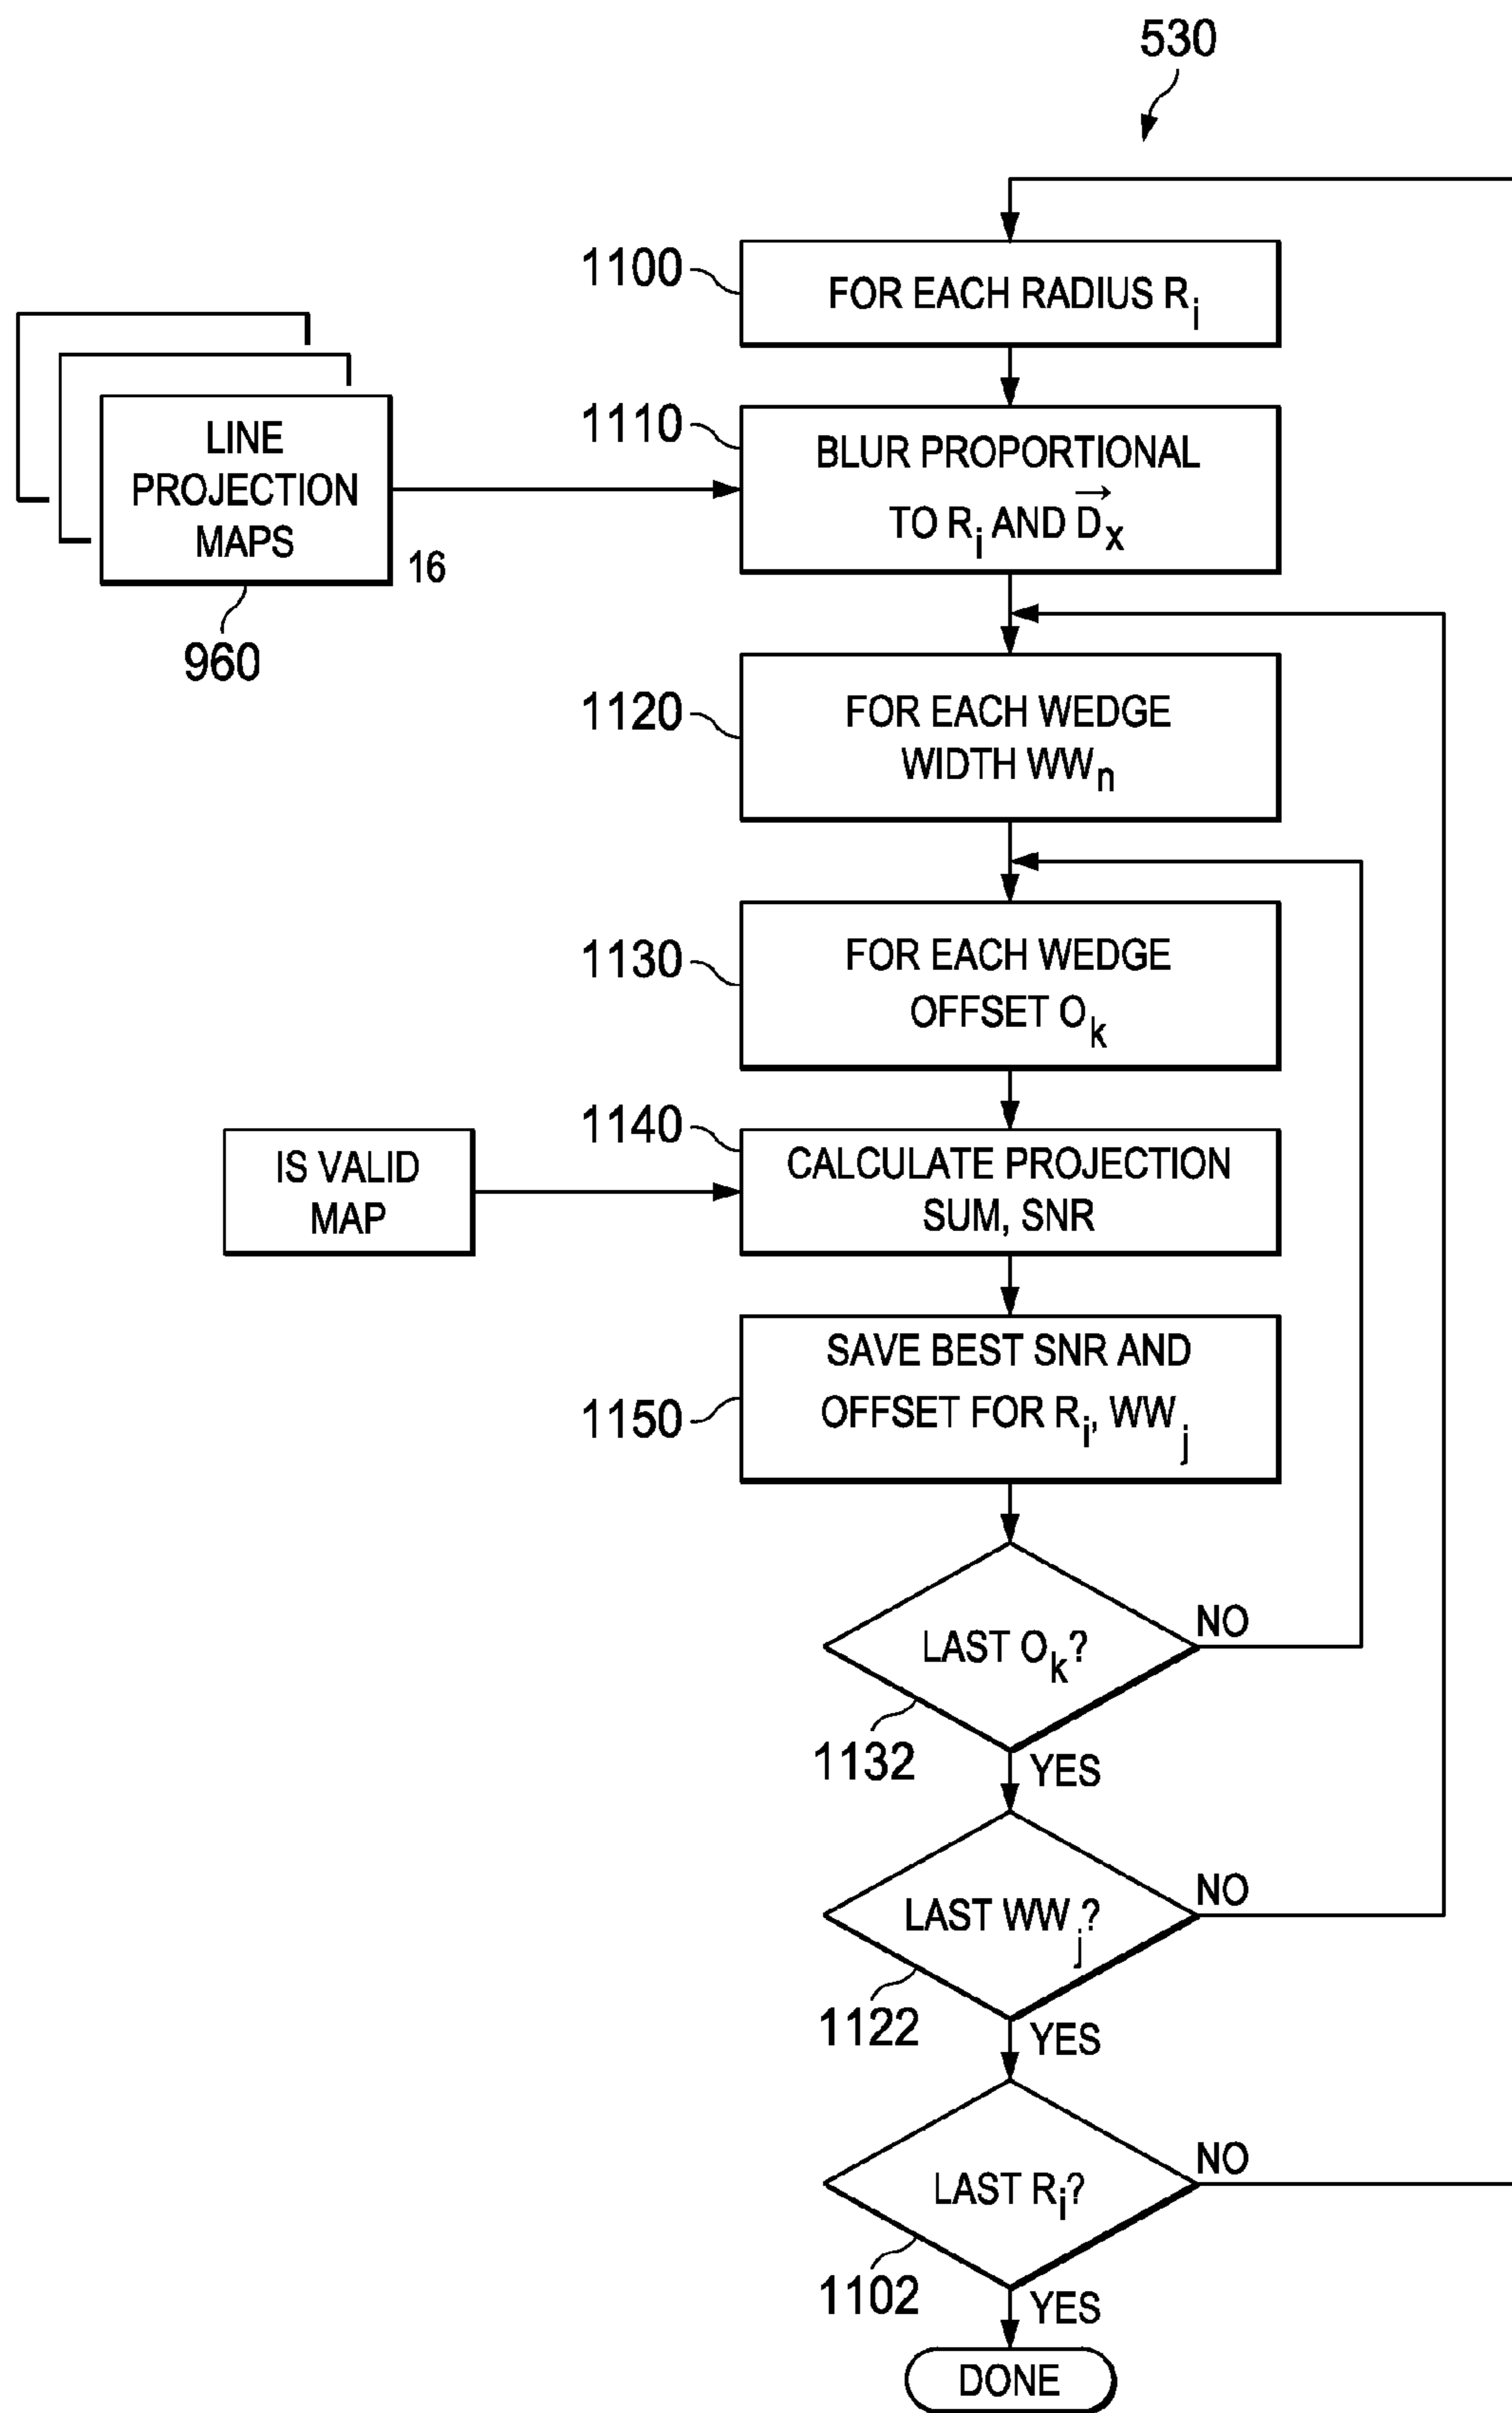 530
1100
FOR EACH RADIUS Ri
LINE
PROJECTION
MAPS
16
960
1110
BLUR PROPORTIONAL
TO Ri AND D⃗x
1120
FOR EACH WEDGE
WIDTH WWn
1130
FOR EACH WEDGE
OFFSET Ok
IS VALID
MAP
1140
CALCULATE PROJECTION
SUM, SNR
1150
SAVE BEST SNR AND
OFFSET FOR Ri, WWj
LAST Ok?
NO
1132
YES
LAST WWj?
NO
1122
YES
LAST Ri?
NO
1102
YES
DONE